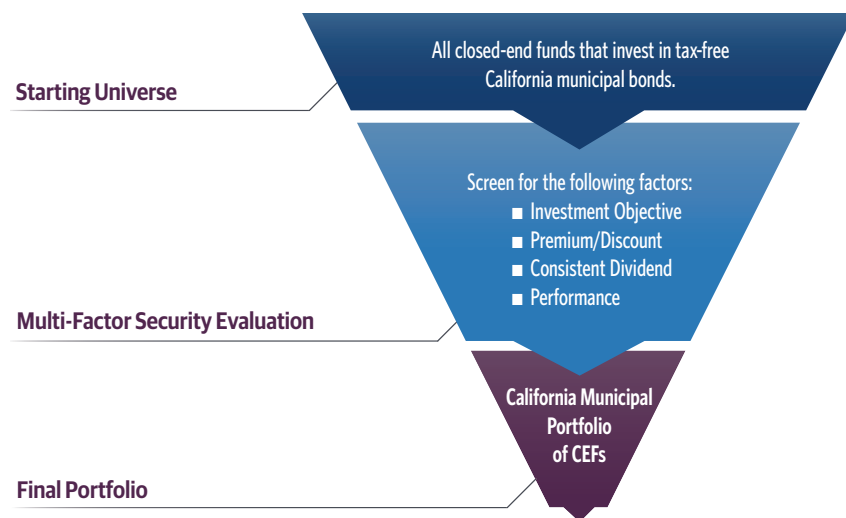 All closed-end funds that invest in tax-free
California municipal bonds.
Starting Universe
Screen for the following factors:
■ Investment Objective
■ Premium/Discount
■ Consistent Dividend
■ Performance
Multi-Factor Security Evaluation
California Municipal
Portfolio
of CEFs
Final Portfolio